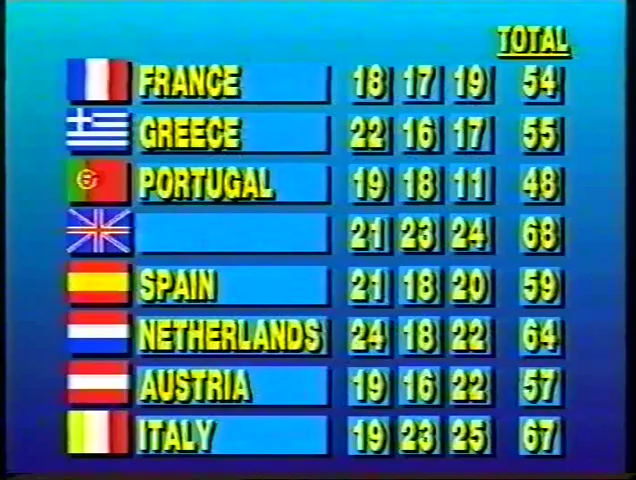 TOTAL
FRANCE 18 17 19 54
GREECE 22 16 17 55
PORTUGAL 19 18 11 48
21 23 24 68
SPAIN 21 18 20 59
NETHERLANDS 24 18 22 64
AUSTRIA 19 16 22 57
ITALY 19 23 25 67